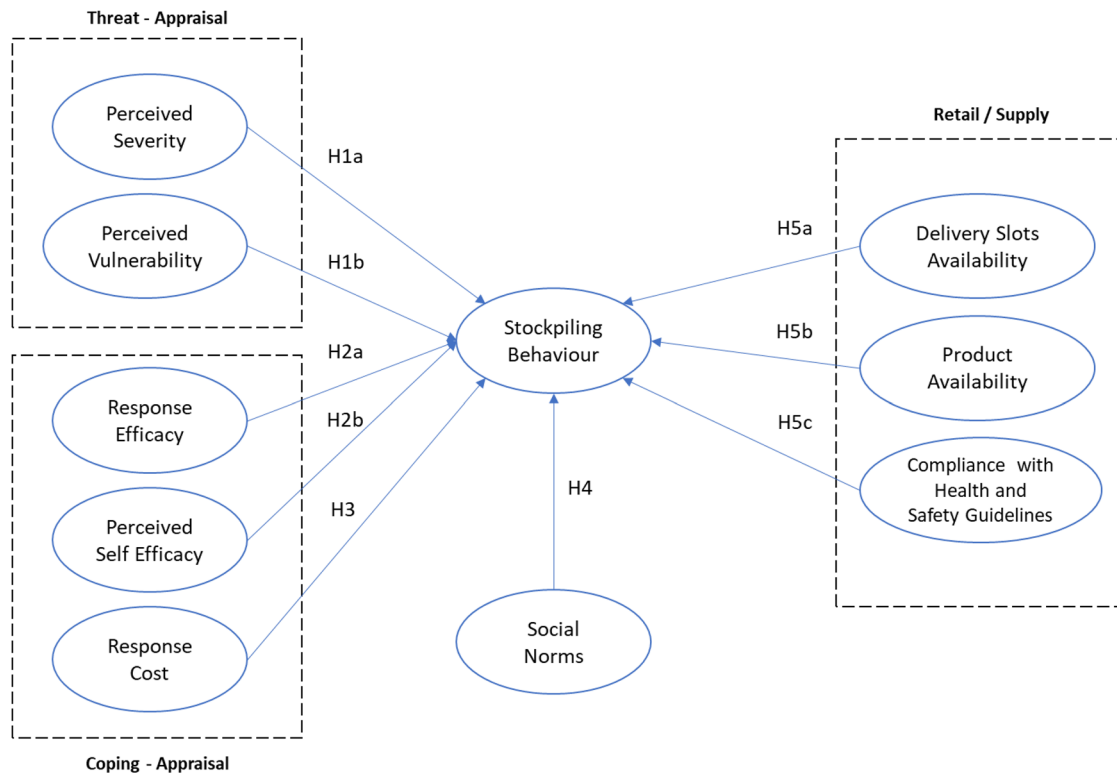 Threat - Appraisal
Perceived
Severity
Perceived
Vulnerability
H1a
H1b
H2a
H2b
H3
Response
Efficacy
Perceived
Self Efficacy
Response
Cost
Coping - Appraisal
Stockpiling
Behaviour
H4
Social
Norms
Retail / Supply
H5a
H5b
H5c
Delivery Slots
Availability
Product
Availability
Compliance with
Health and
Safety Guidelines